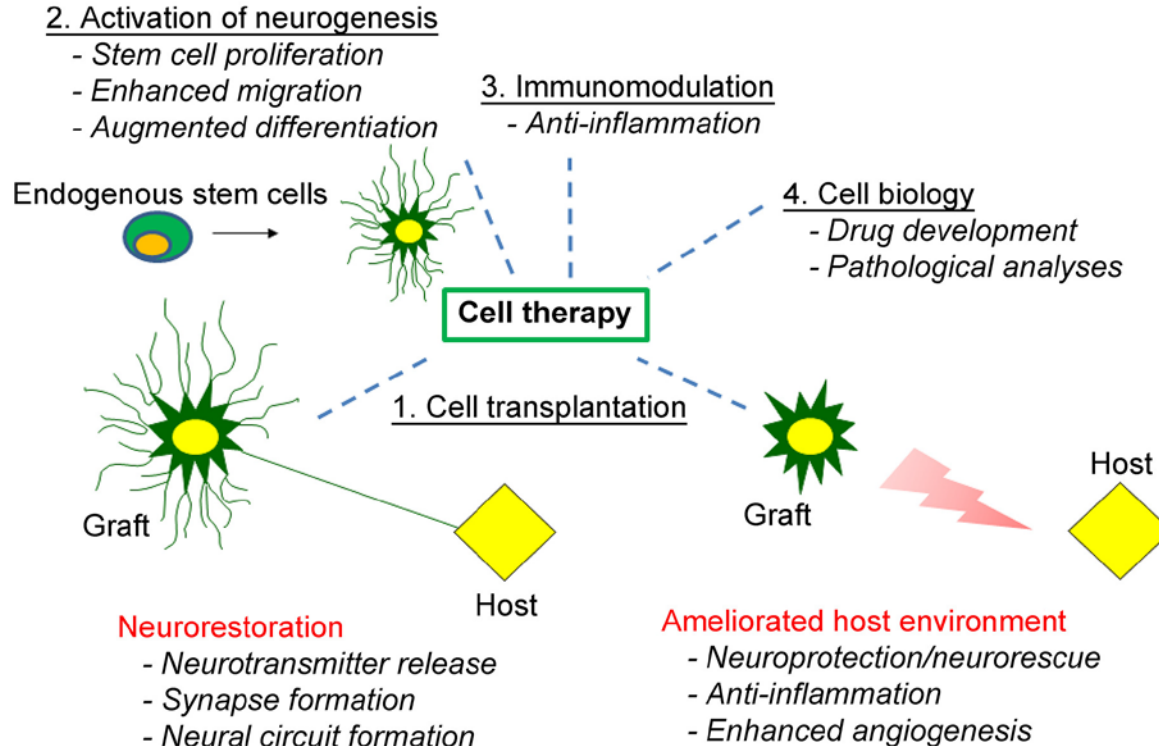 2. Activation of neurogenesis
- Stem cell proliferation
- Enhanced migration
- Augmented differentiation
3. Immunomodulation
- Anti-inflammation
Endogenous stem cells
4. Cell biology
- Drug development
- Pathological analyses
Cell therapy
1. Cell transplantation
Graft
Host
Graft
Host
Neurorestoration
- Neurotransmitter release
- Synapse formation
- Neural circuit formation
Ameliorated host environment
- Neuroprotection/neurorescue
- Anti-inflammation
- Enhanced angiogenesis